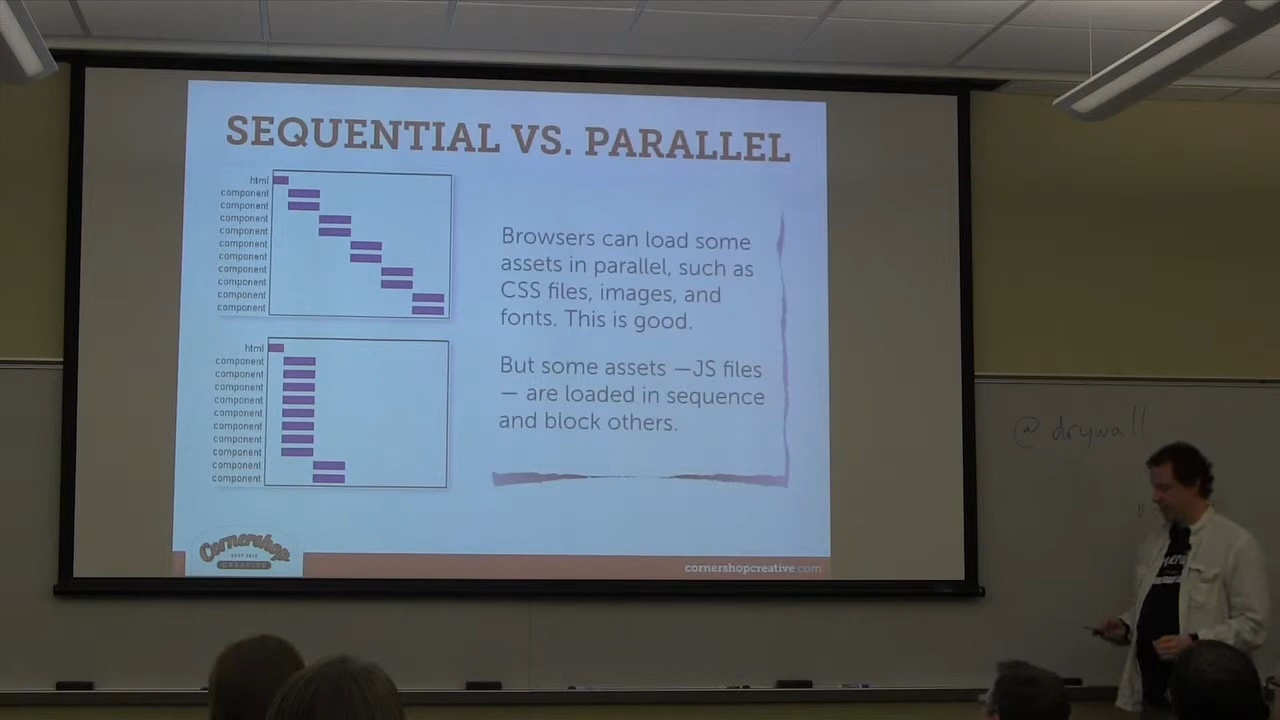 SEQUENTIAL VS. PARALLEL
html
component
component
component
component
component
component
component
component
component
component
html
component
component
component
component
component
component
component
component
component
component
Browsers can load some
assets in parallel, such as
CSS files, images, and
fonts. This is good.
But some assets —JS files
— are loaded in sequence
and block others.
Cornershop
CREATIVE
cornershopcreative.com
@ drywall